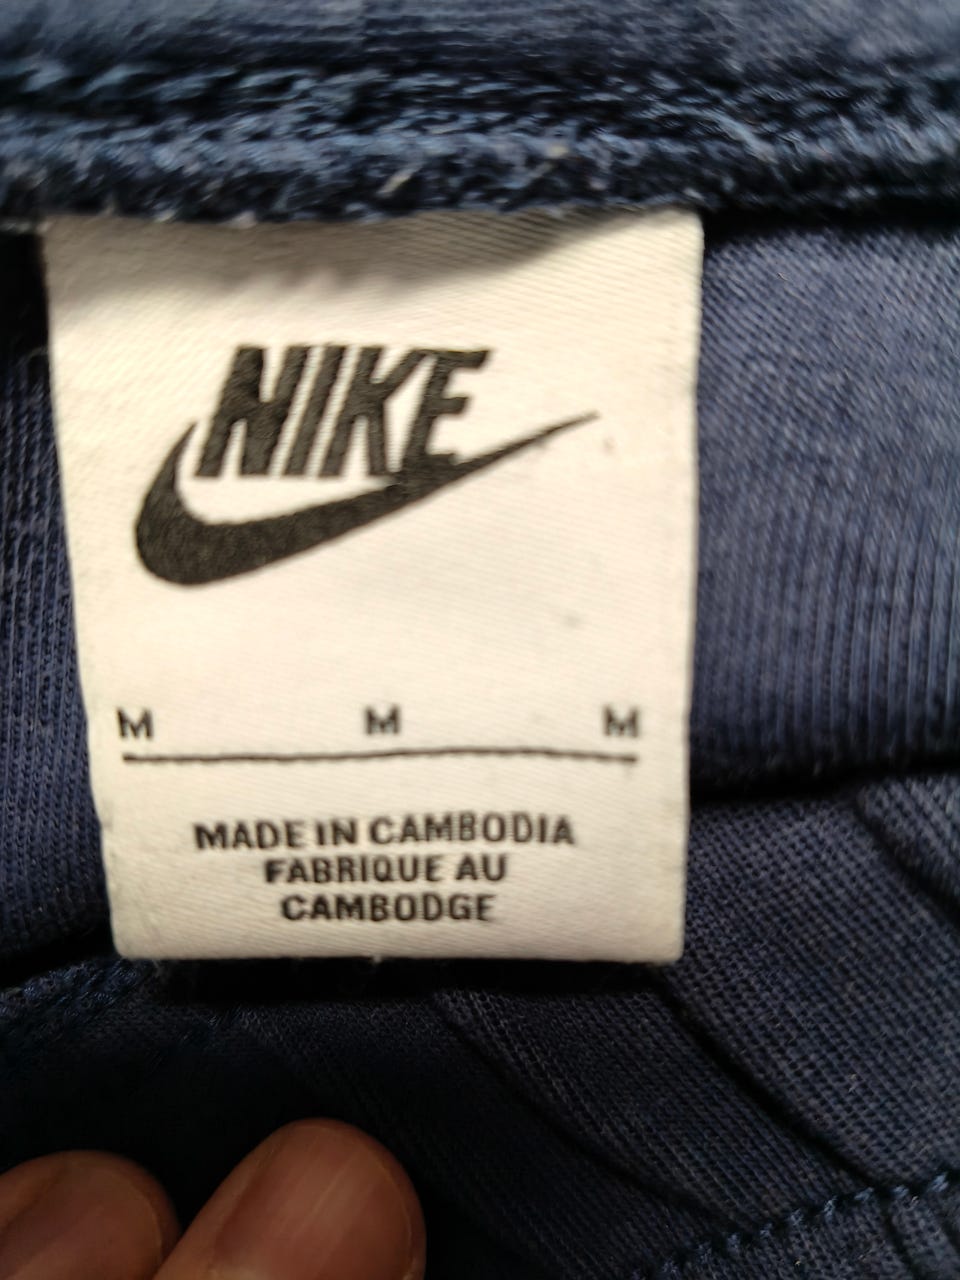 NIKE
M M M
MADE IN CAMBODIA
FABRIQUE AU
CAMBODGE